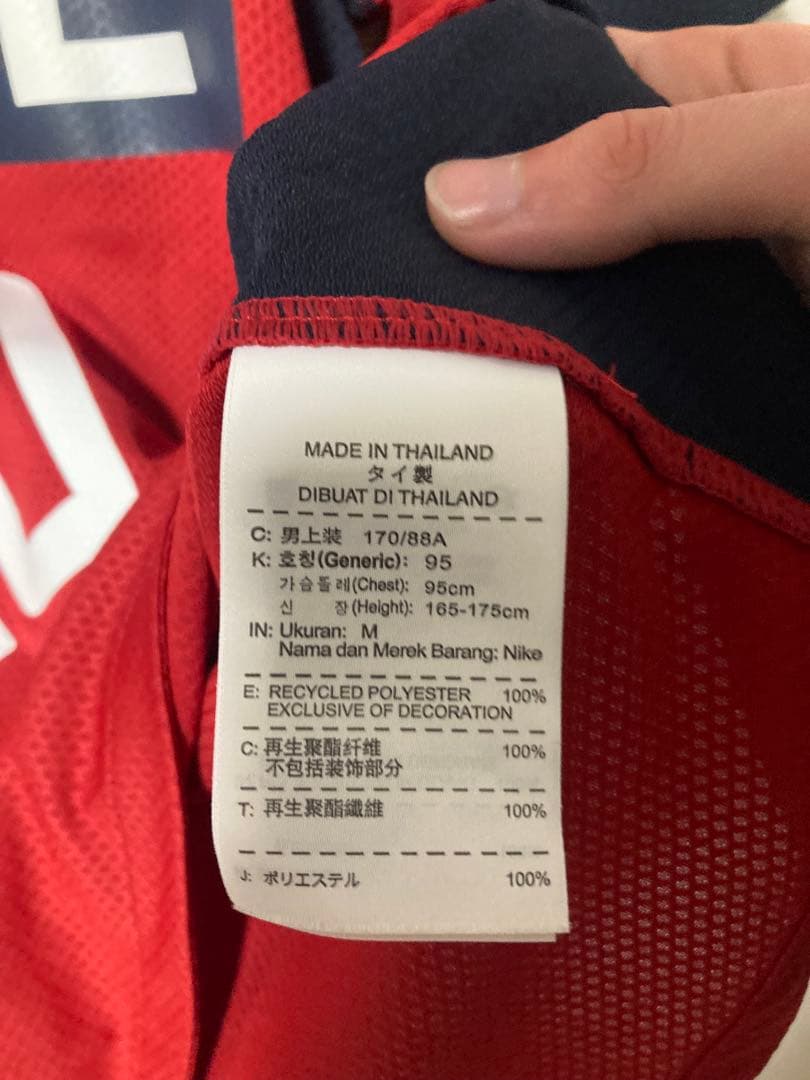 MADE IN THAILAND
タイ製
DIBUAT DI THAILAND
C: 男上装 170/88A
K: 호칭(Generic): 95
가슴둘레(Chest): 95cm
신 장(Height): 165-175cm
IN: Ukuran: M
Nama dan Merek Barang: Nike
E: RECYCLED POLYESTER 100%
EXCLUSIVE OF DECORATION
C: 再生聚酯纤维 100%
不包括装饰部分
T: 再生聚酯纖維 100%
J: ポリエステル 100%